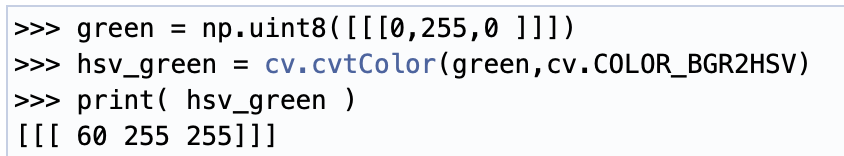 >>> green = np.uint8([[[0,255,0 ]]])
>>> hsv_green = cv.cvtColor(green,cv.COLOR_BGR2HSV)
>>> print( hsv_green )
[[[ 60 255 255]]]